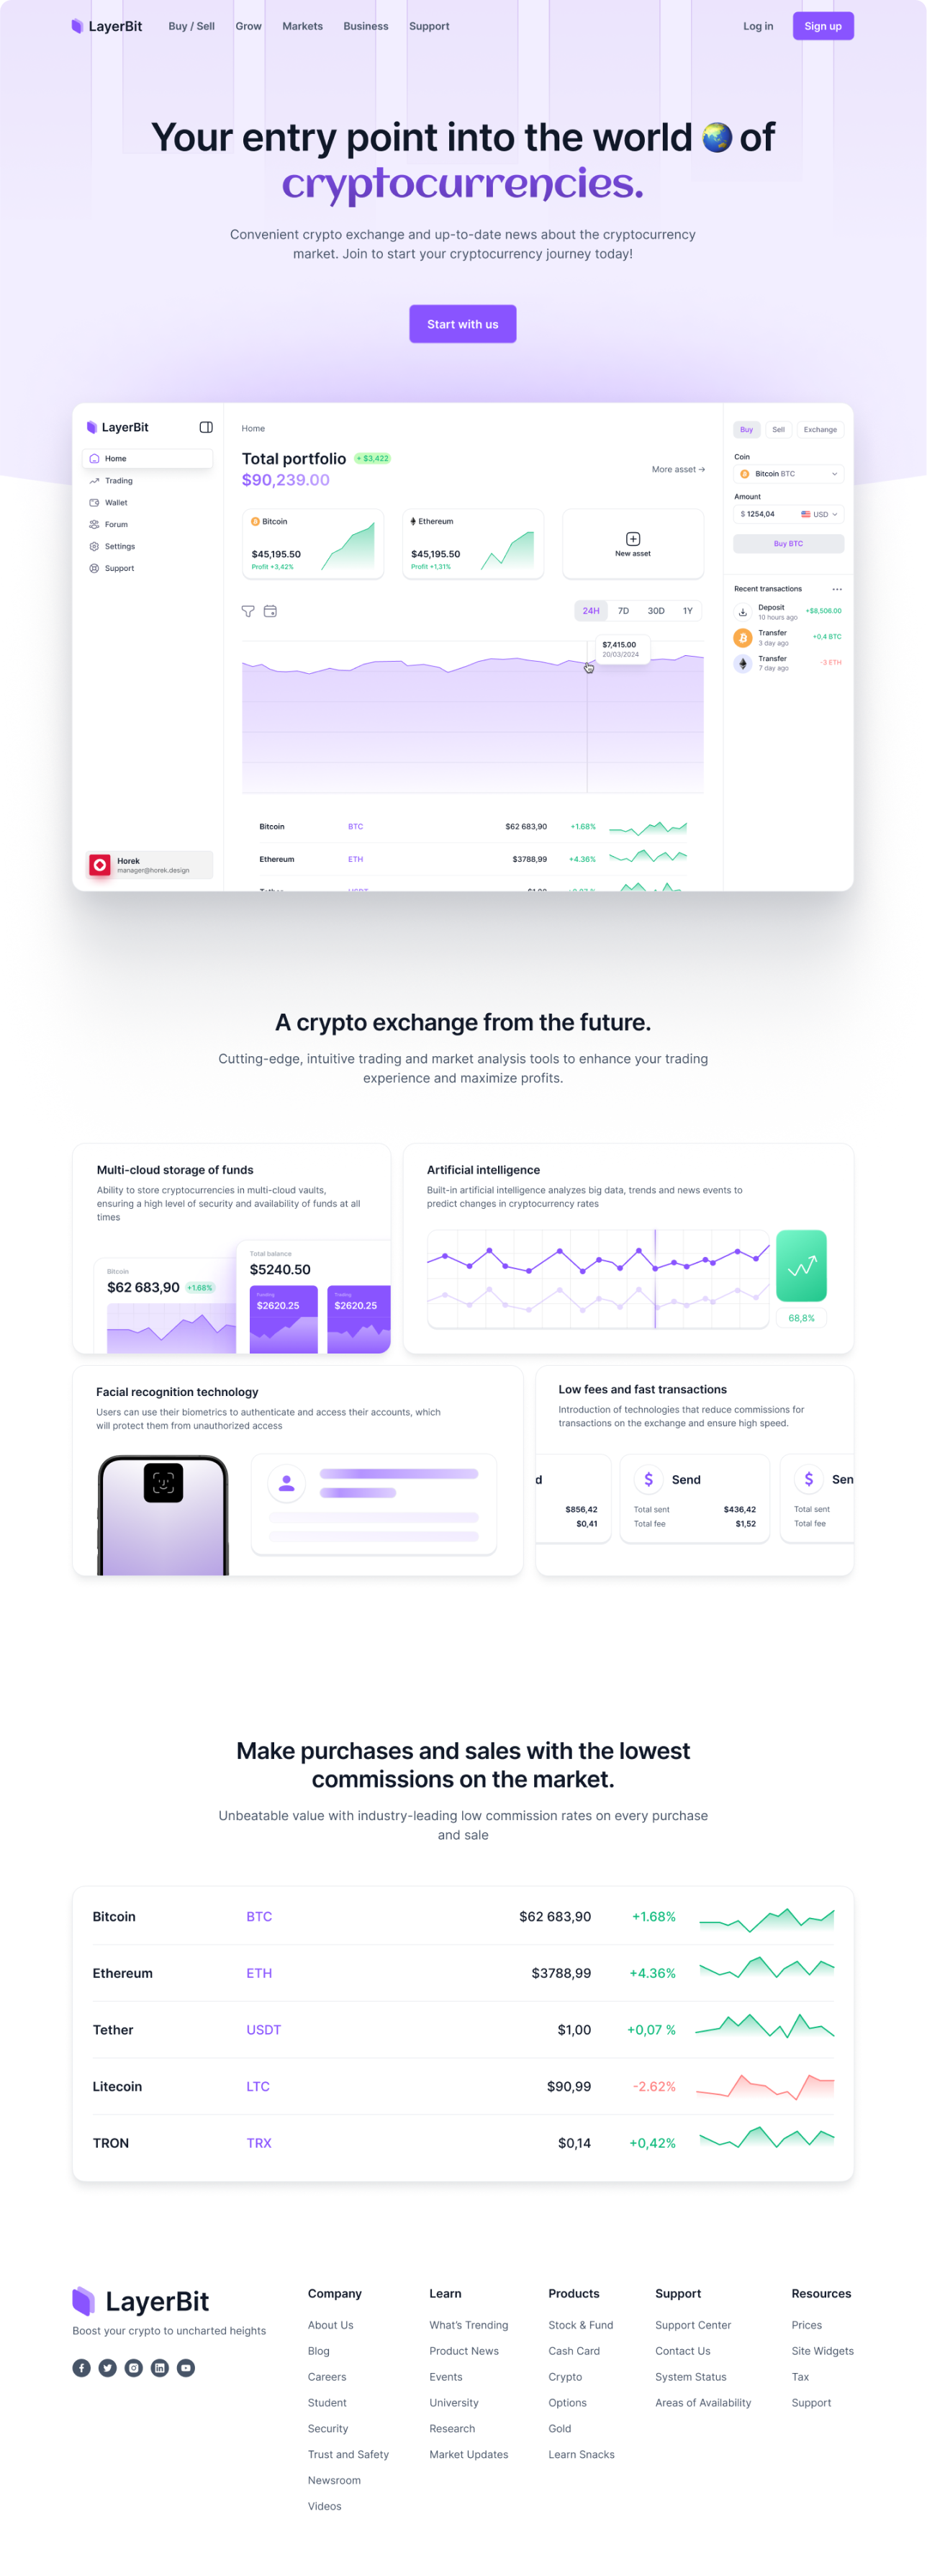 LayerBit
Buy / Sell
Grow
Markets
Business
Support
Log in
Sign up
Your entry point into the world 🌏 of
cryptocurrencies.
Convenient crypto exchange and up-to-date news about the cryptocurrency
market. Join to start your cryptocurrency journey today!
Start with us
LayerBit
Home
Trading
Wallet
Forum
Settings
Support
Horek
manager@horek.design
Home
Total portfolio + $3,422
$90,239.00
More asset →
Bitcoin
$45,195.50
Profit +3,42%
Ethereum
$45,195.50
Profit +1,31%
New asset
24H 7D 30D 1Y
$7,415.00
20/03/2024
Bitcoin BTC $62 683,90 +1.68%
Ethereum ETH $3788,99 +4.36%
Buy Sell Exchange
Coin
Bitcoin BTC
Amount
$ 1254,04 USD
Buy BTC
Recent transactions
Deposit
10 hours ago
+$8,508.00
Transfer
3 day ago
+0,4 BTC
Transfer
7 day ago
-3 ETH
A crypto exchange from the future.
Cutting-edge, intuitive trading and market analysis tools to enhance your trading
experience and maximize profits.
Multi-cloud storage of funds
Ability to store cryptocurrencies in multi-cloud vaults,
ensuring a high level of security and availability of funds at all
times
Bitcoin
$62 683,90 +1.68%
Total balance
$5240.50
Funding
$2620.25
Trading
$2620.25
Artificial intelligence
Built-in artificial intelligence analyzes big data, trends and news events to
predict changes in cryptocurrency rates
68,8%
Facial recognition technology
Users can use their biometrics to authenticate and access their accounts, which
will protect them from unauthorized access
Low fees and fast transactions
Introduction of technologies that reduce commissions for
transactions on the exchange and ensure high speed.
d
$856,42
$0,41
$ Send
Total sent $436,42
Total fee $1,52
$ Sen
Total sent
Total fee
Make purchases and sales with the lowest
commissions on the market.
Unbeatable value with industry-leading low commission rates on every purchase
and sale
Bitcoin BTC $62 683,90 +1.68%
Ethereum ETH $3788,99 +4.36%
Tether USDT $1,00 +0,07 %
Litecoin LTC $90,99 -2.62%
TRON TRX $0,14 +0,42%
LayerBit
Boost your crypto to uncharted heights
Company
About Us
Blog
Careers
Student
Security
Trust and Safety
Newsroom
Videos
Learn
What's Trending
Product News
Events
University
Research
Market Updates
Products
Stock & Fund
Cash Card
Crypto
Options
Gold
Learn Snacks
Support
Support Center
Contact Us
System Status
Areas of Availability
Resources
Prices
Site Widgets
Tax
Support